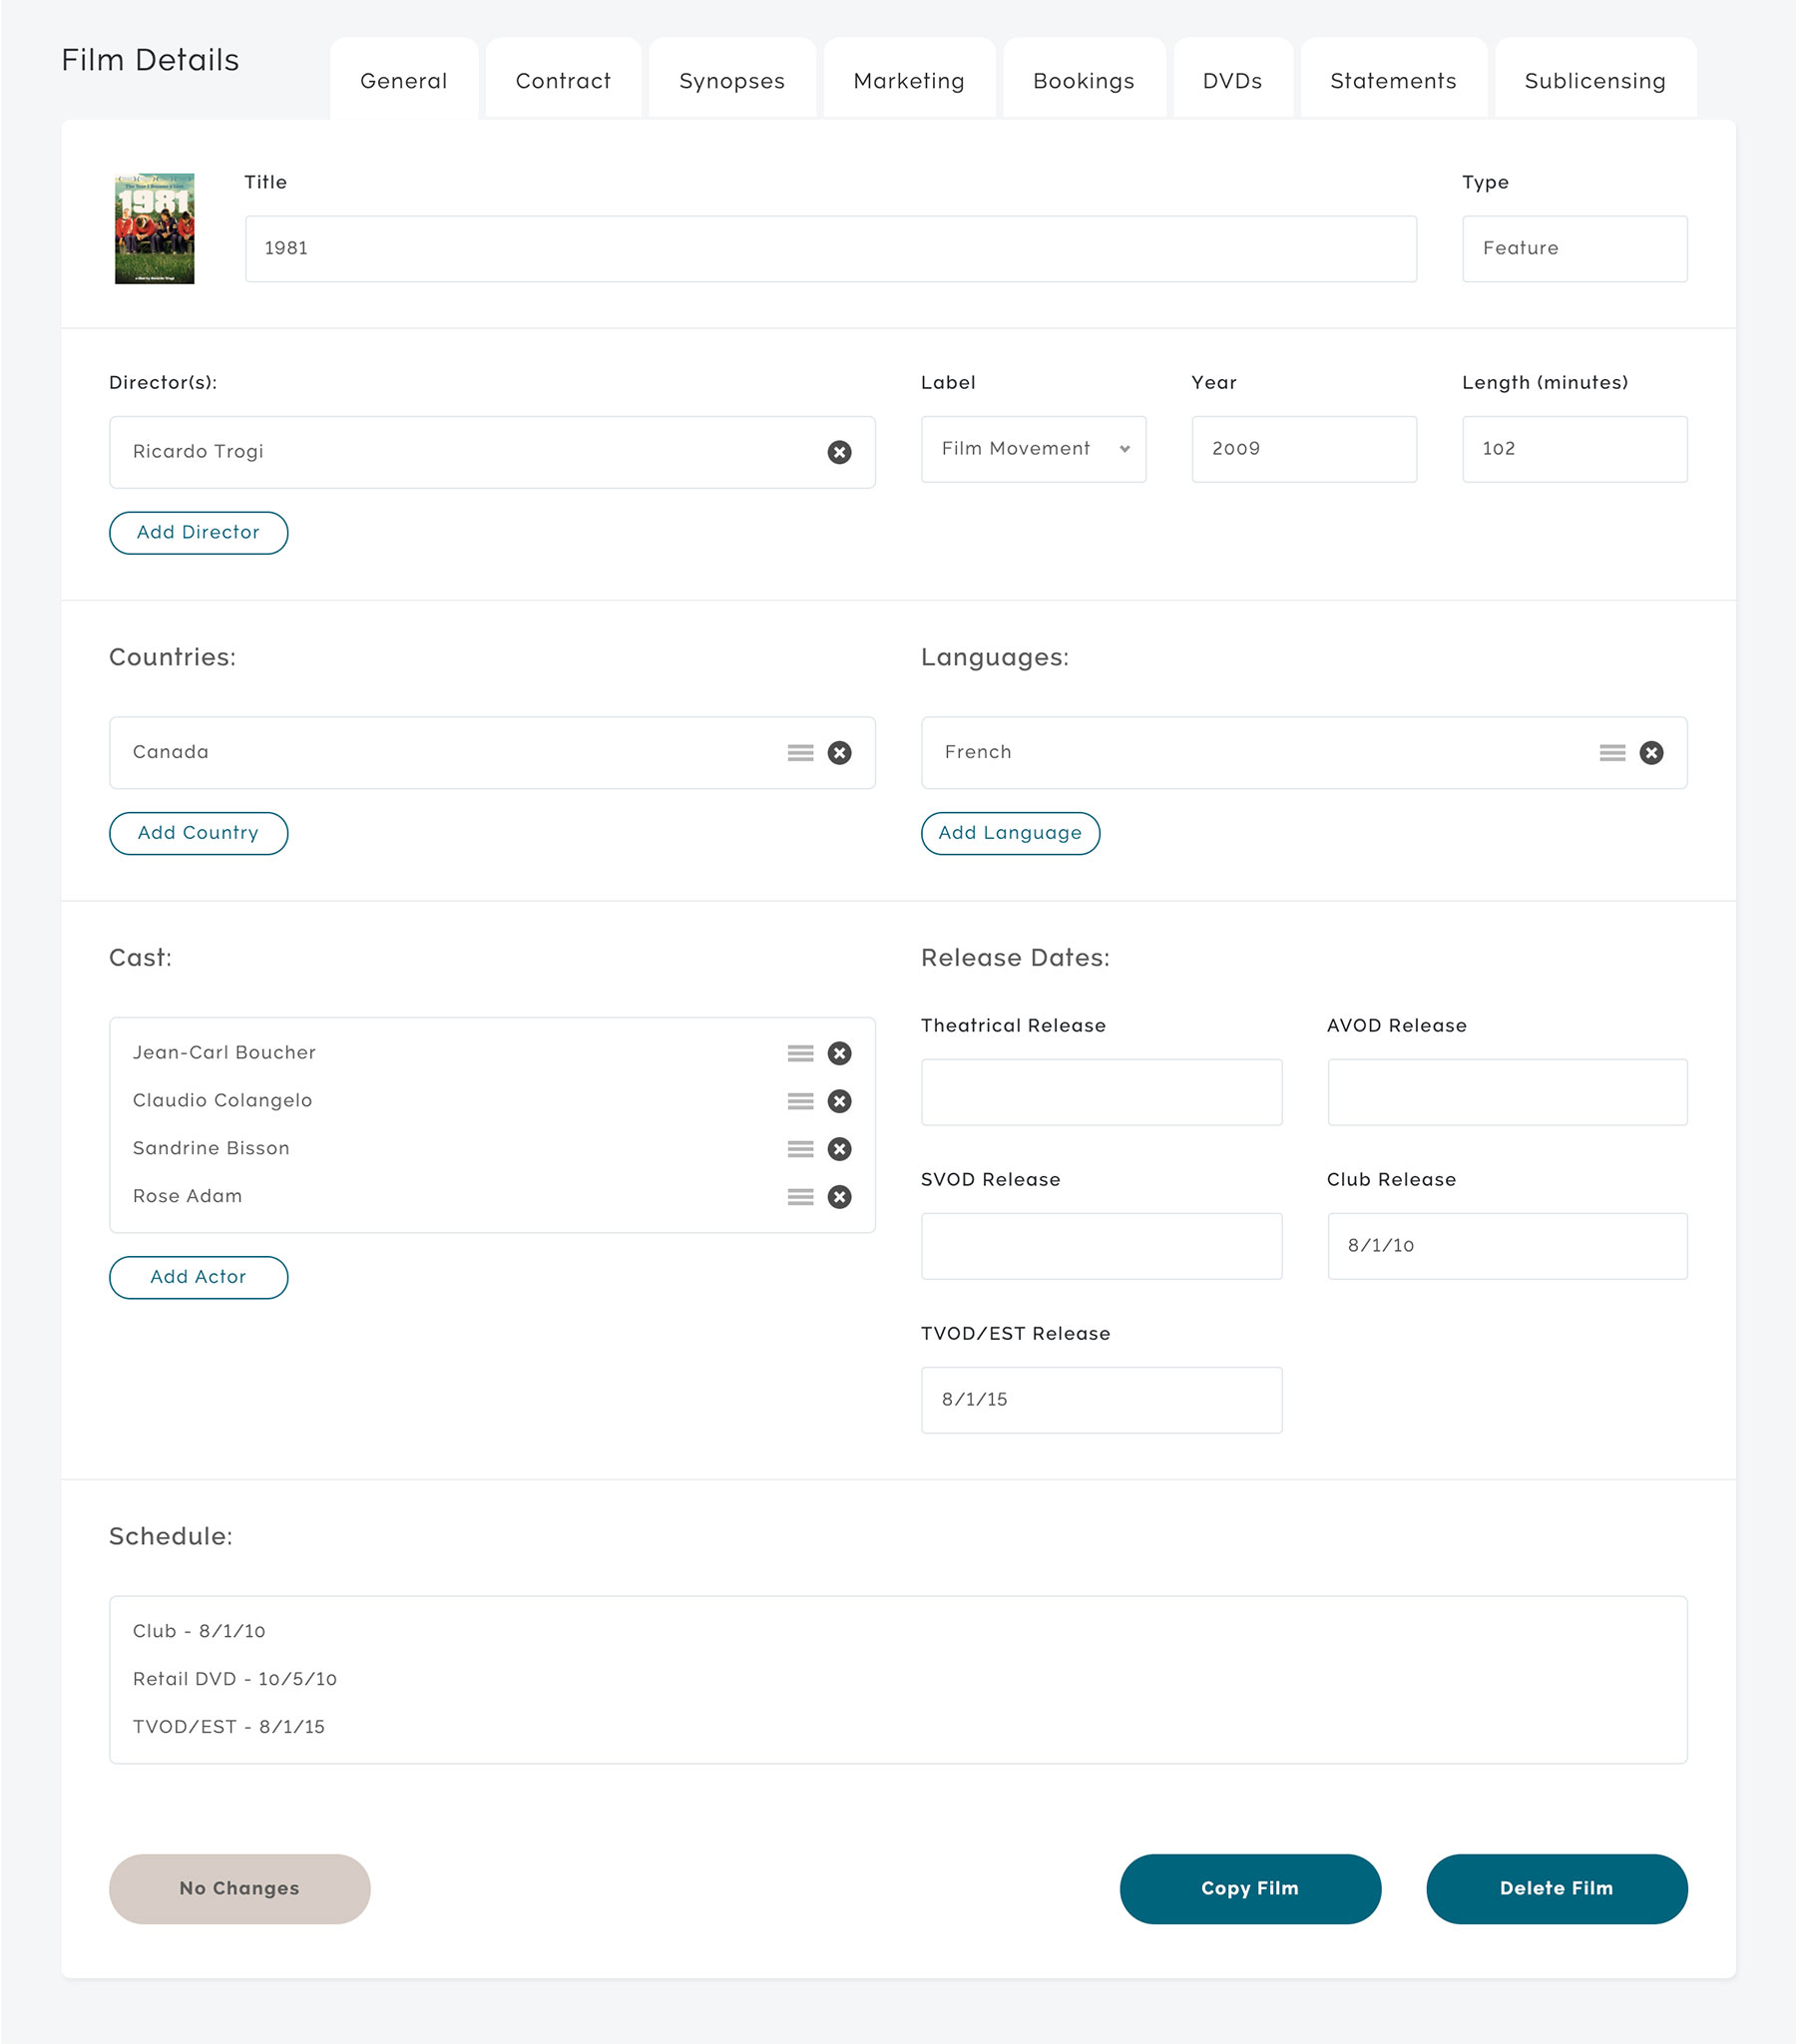 Film Details
General
Contract
Synopses
Marketing
Bookings
DVDs
Statements
Sublicensing
1981
Title
1981
Type
Feature
Director(s):
Ricardo Trogi
Add Director
Label
Film Movement
Year
2009
Length (minutes)
102
Countries:
Canada
Add Country
Languages:
French
Add Language
Cast:
Jean-Carl Boucher
Claudio Colangelo
Sandrine Bisson
Rose Adam
Add Actor
Release Dates:
Theatrical Release
AVOD Release
SVOD Release
Club Release
8/1/10
TVOD/EST Release
8/1/15
Schedule:
Club - 8/1/10
Retail DVD - 10/5/10
TVOD/EST - 8/1/15
No Changes
Copy Film
Delete Film